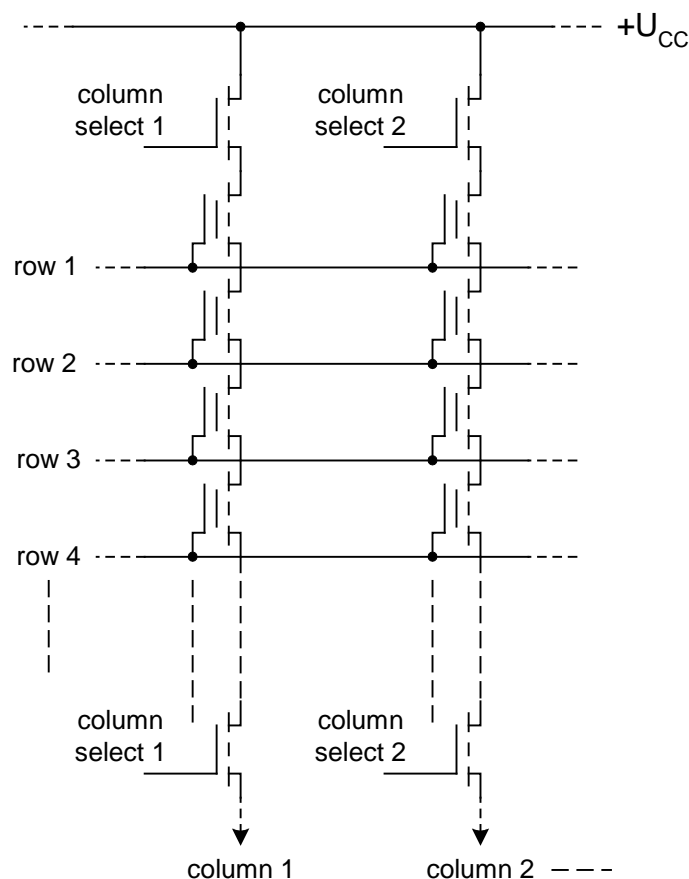 +U_CC
column
select 1
column
select 2
row 1
row 2
row 3
row 4
column
select 1
column
select 2
column 1
column 2